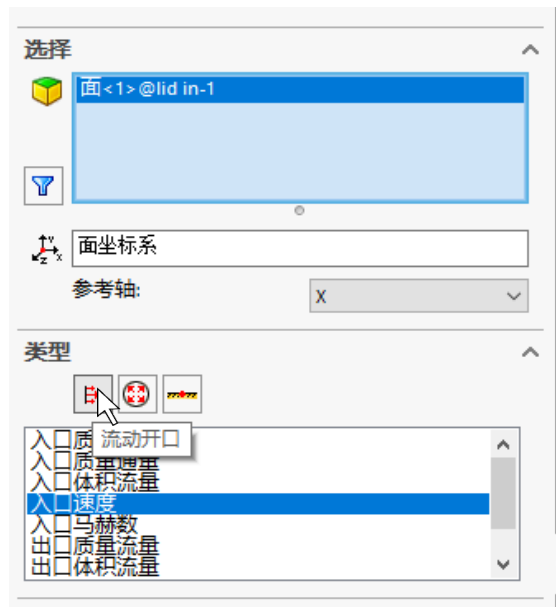 选择
面<1>@lid in-1
面坐标系
参考轴:
X
类型
流动开口
入口质
入口质量通量
入口体积流量
入口速度
入口马赫数
出口质量流量
出口体积流量